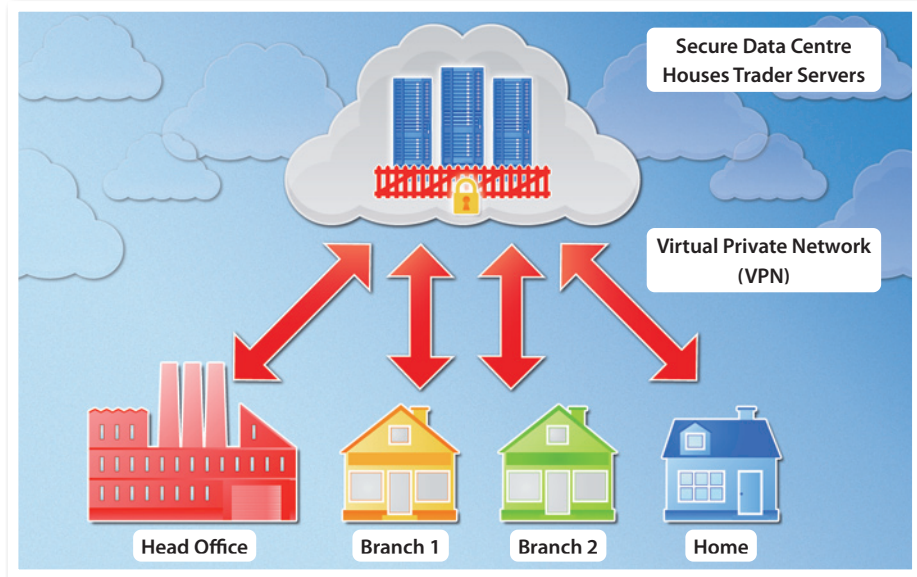 Secure Data Centre
Houses Trader Servers
Virtual Private Network
(VPN)
Head Office
Branch 1
Branch 2
Home